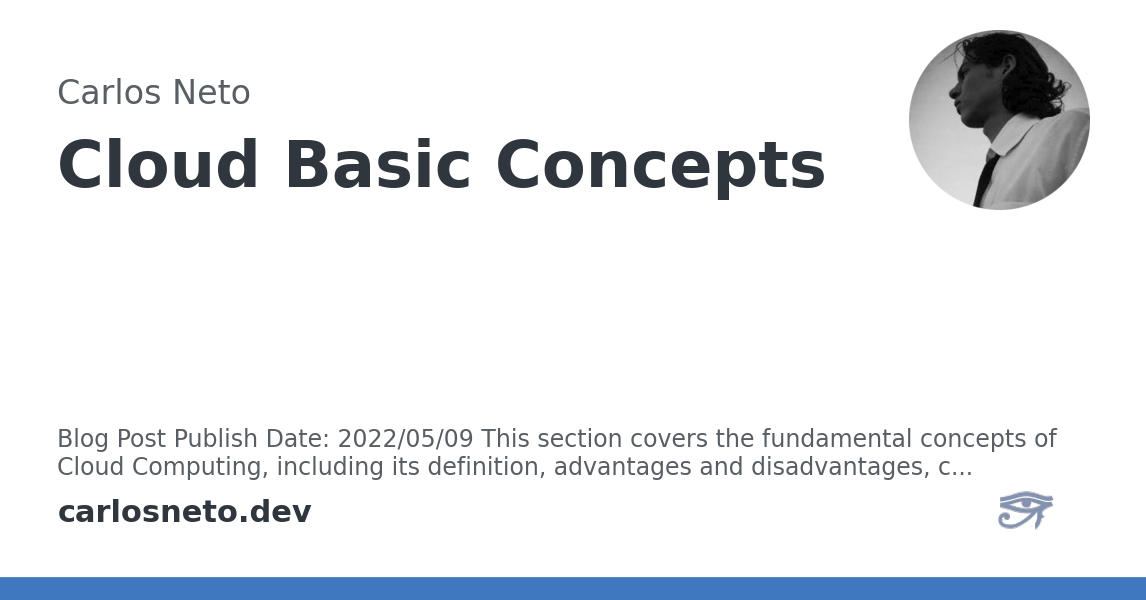 Carlos Neto
Cloud Basic Concepts
Blog Post Publish Date: 2022/05/09 This section covers the fundamental concepts of
Cloud Computing, including its definition, advantages and disadvantages, c...
carlosneto.dev